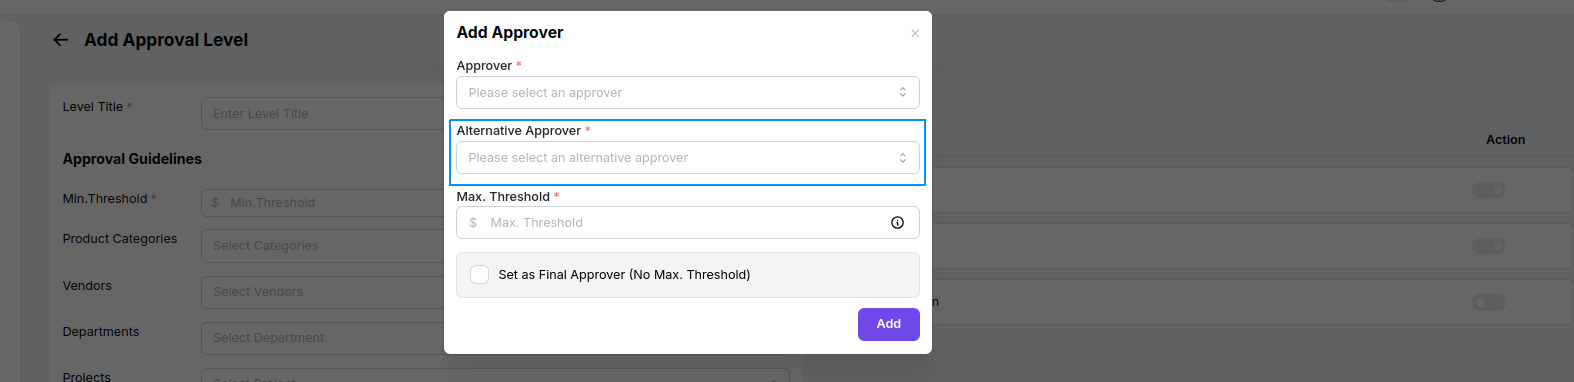 Add Approval Level
Level Title *
Enter Level Title
Approval Guidelines
Min.Threshold *
$ Min.Threshold
Product Categories
Select Categories
Vendors
Select Vendors
Departments
Select Department
Projects
Select Project
Add Approver
×
Approver *
Please select an approver
Alternative Approver *
Please select an alternative approver
Max. Threshold *
$ Max. Threshold
Set as Final Approver (No Max. Threshold)
Add
Action
n